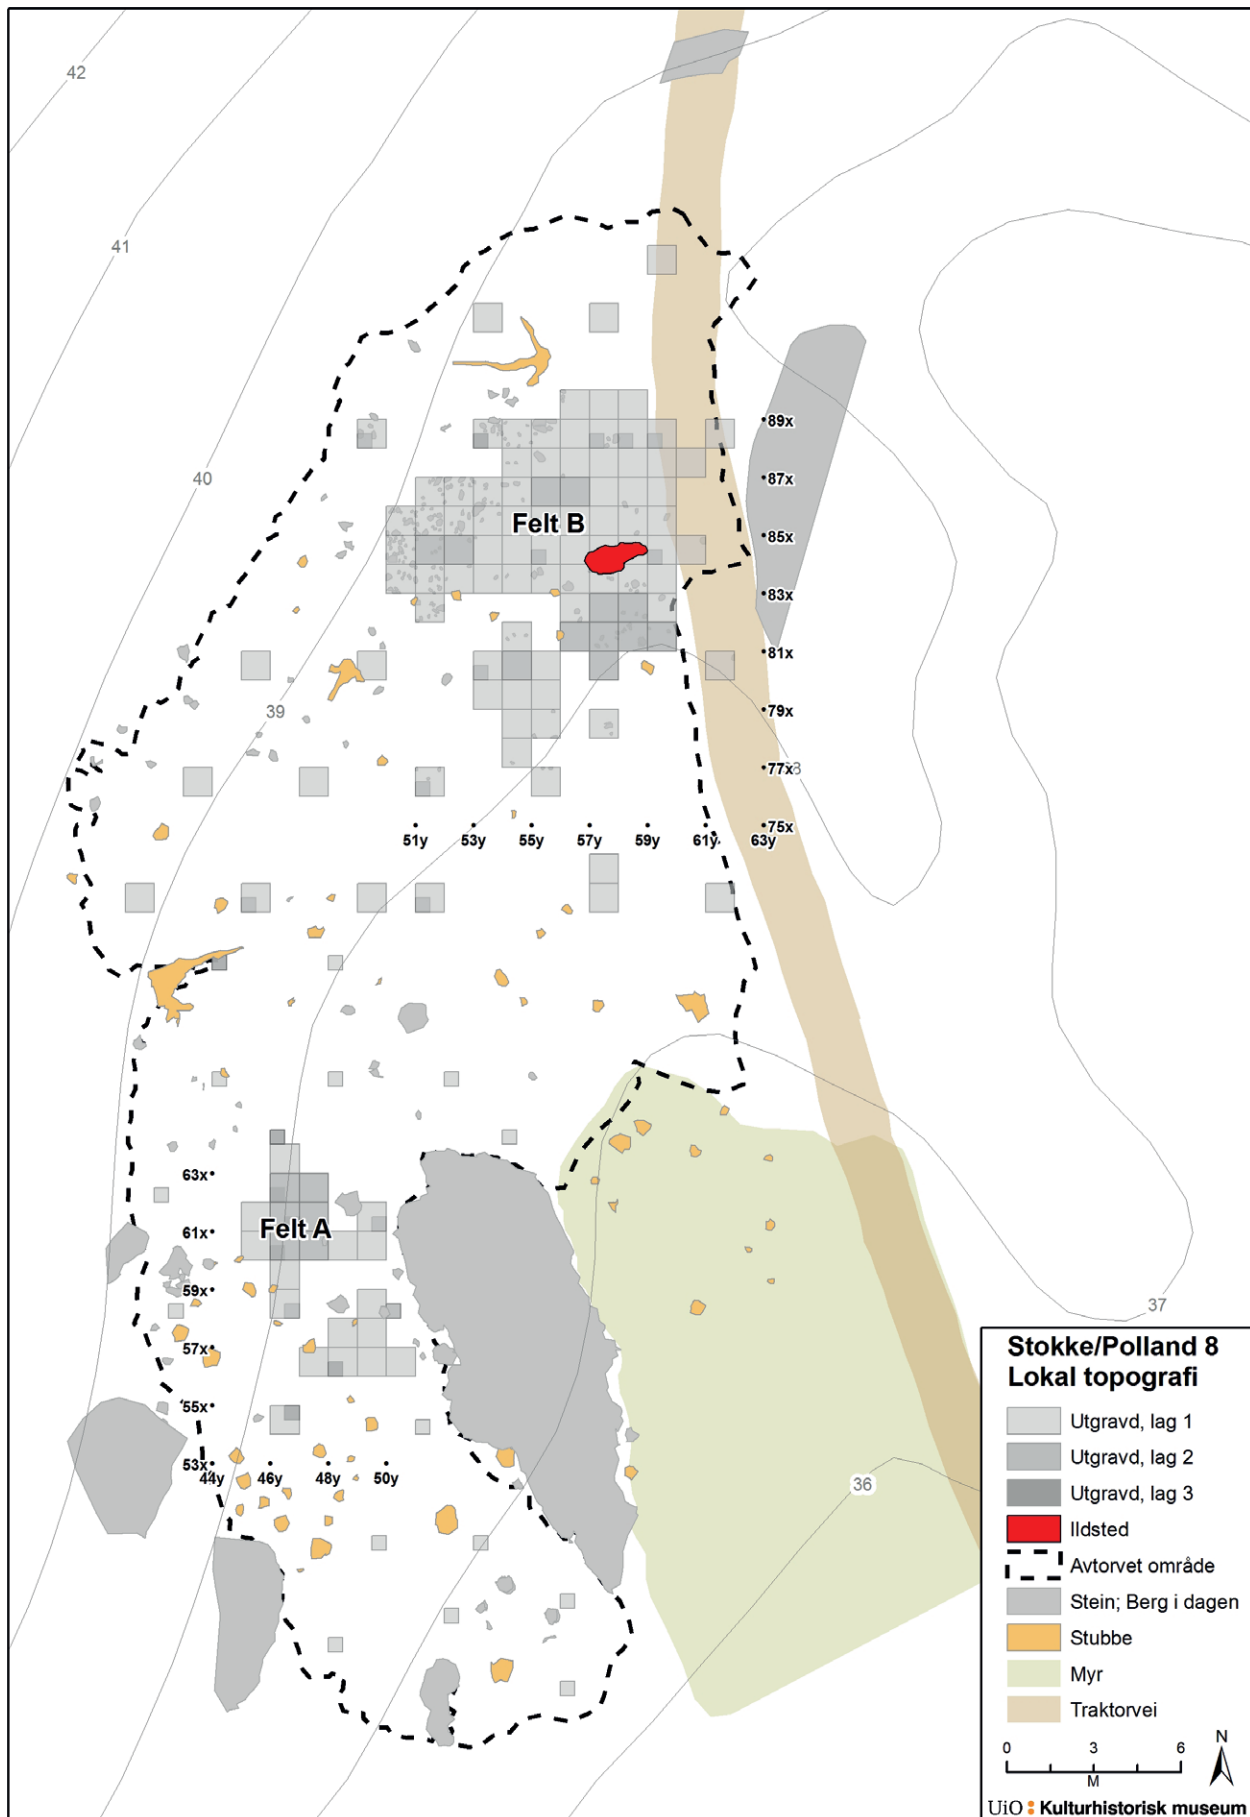 42
41
40
39
89x
87x
85x
Felt B
83x
81x
79x
77x
38
75x
51y 53y 55y 57y 59y 61y 63y
63x
61x
Felt A
59x
57x
55x
53x
44y 46y 48y 50y
37
36
Stokke/Polland 8
Lokal topografi
Utgravd, lag 1
Utgravd, lag 2
Utgravd, lag 3
Ildsted
Avtorvet område
Stein; Berg i dagen
Stubbe
Myr
Traktorvei
0 3 6
M
N
UiO Kulturhistorisk museum